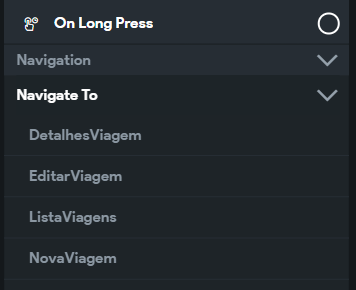 On Long Press
Navigation
Navigate To
DetalhesViagem
EditarViagem
ListaViagens
NovaViagem